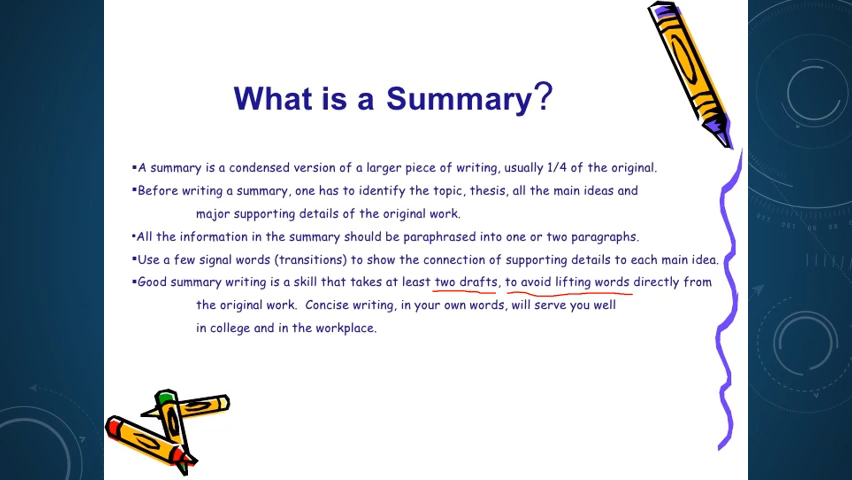 What is a Summary?
▪A summary is a condensed version of a larger piece of writing, usually 1/4 of the original.
▪Before writing a summary, one has to identify the topic, thesis, all the main ideas and
major supporting details of the original work.
•All the information in the summary should be paraphrased into one or two paragraphs.
▪Use a few signal words (transitions) to show the connection of supporting details to each main idea.
▪Good summary writing is a skill that takes at least two drafts, to avoid lifting words directly from
the original work. Concise writing, in your own words, will serve you well
in college and in the workplace.